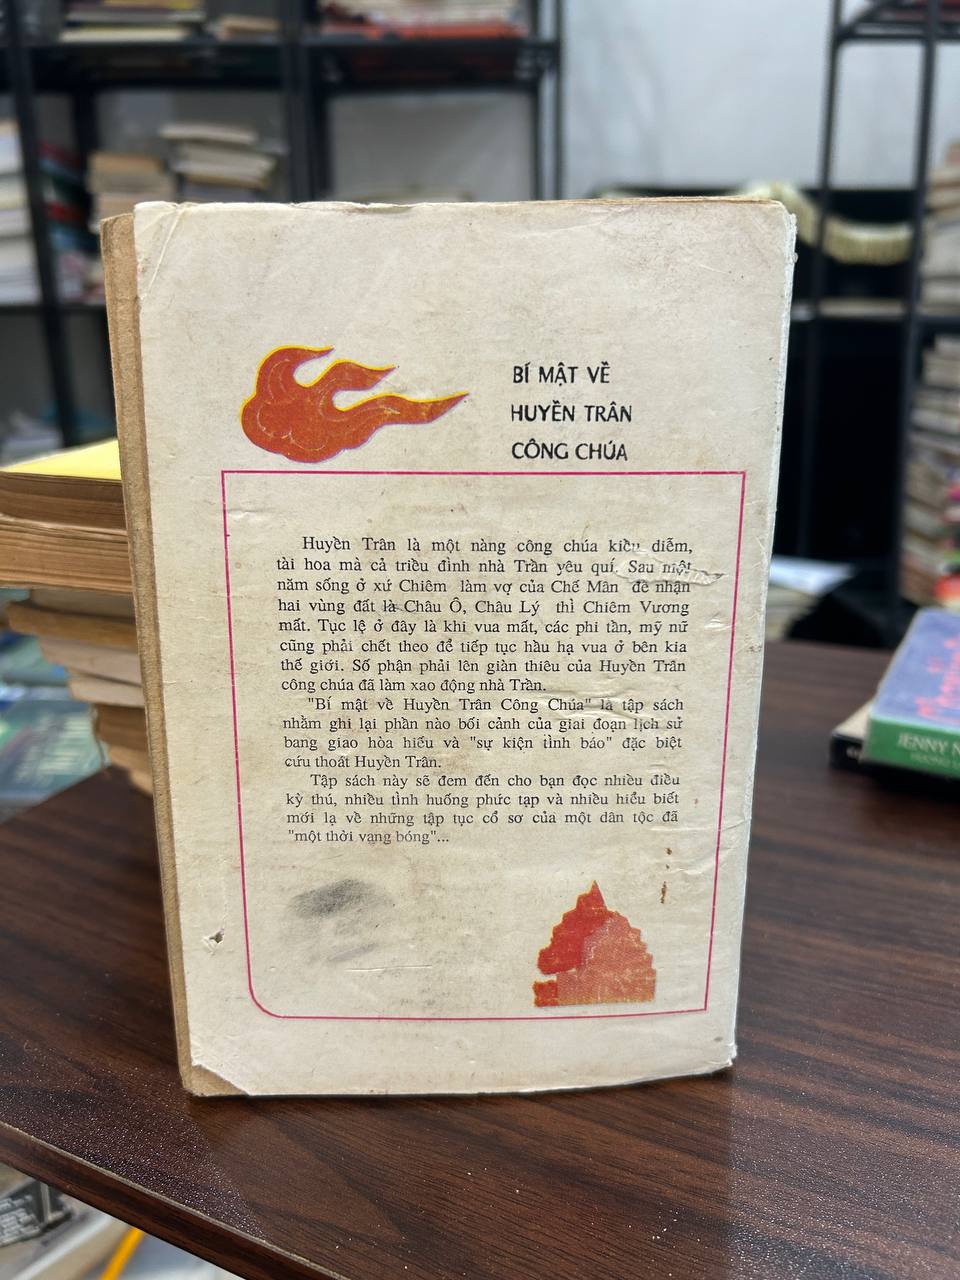 BÍ MẬT VỀ
HUYỀN TRÂN
CÔNG CHÚA
Huyền Trân là một nàng công chúa kiều diễm,
tài hoa mà cả triều đình nhà Trần yêu quí. Sau một
năm sống ở xứ Chiêm làm vợ của Chế Mân để nhận
hai vùng đất là Châu Ô, Châu Lý thì Chiêm Vương
mất. Tục lệ ở đây là khi vua mất, các phi tần, mỹ nữ
cũng phải chết theo để tiếp tục hầu hạ vua ở bên kia
thế giới. Số phận phải lên giàn thiêu của Huyền Trân
công chúa đã làm xao động nhà Trần.
"Bí mật về Huyền Trân Công Chúa" là tập sách
nhằm ghi lại phần nào bối cảnh của giai đoạn lịch sử
bang giao hòa hiếu và "sự kiện tình báo" đặc biệt
cứu thoát Huyền Trân.
Tập sách này sẽ đem đến cho bạn đọc nhiều điều
kỳ thú, nhiều tình huống phức tạp và nhiều hiểu biết
mới lạ về những tập tục cổ sơ của một dân tộc đã
"một thời vang bóng"...
JENNY